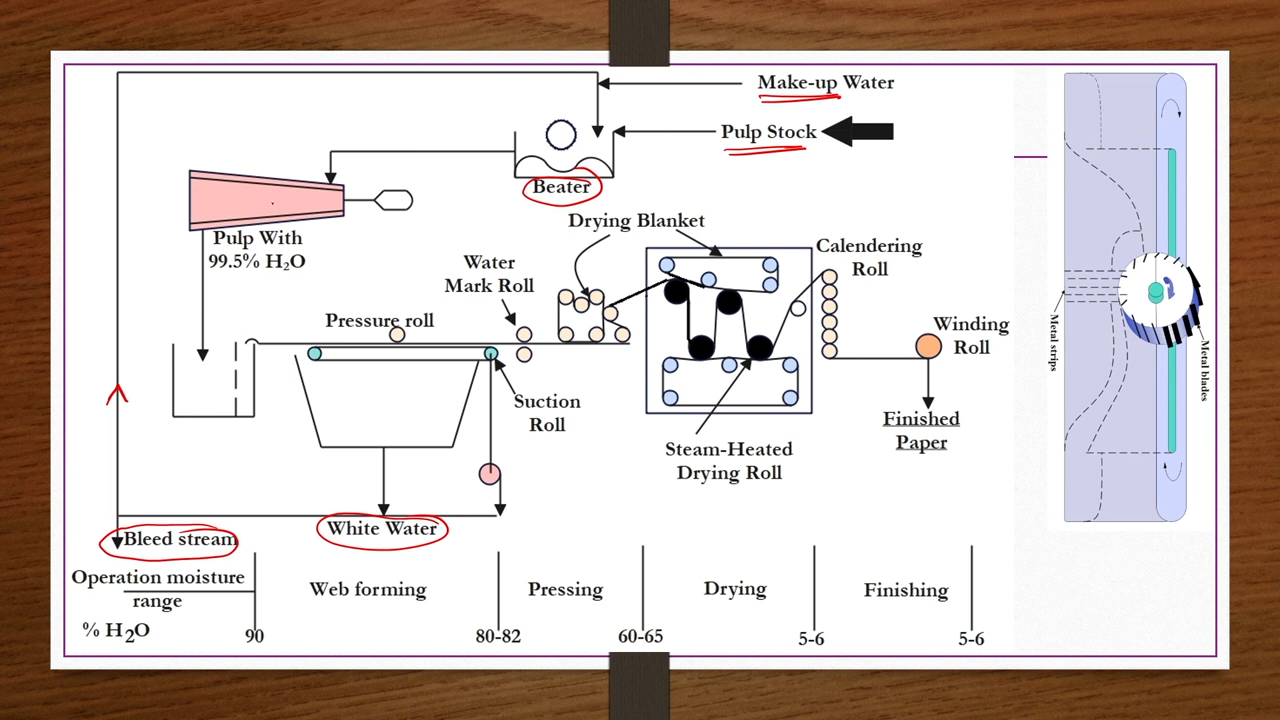 Make-up Water
Pulp Stock
Beater
Pulp With
99.5% H₂O
Drying Blanket
Water
Mark Roll
Calendering
Roll
Pressure roll
Winding
Roll
Suction
Roll
Finished
Paper
Steam-Heated
Drying Roll
White Water
Bleed stream
Operation moisture
range
Web forming
Pressing
Drying
Finishing
% H₂O
90
80-82
60-65
5-6
5-6
Metal strips
Metal blades